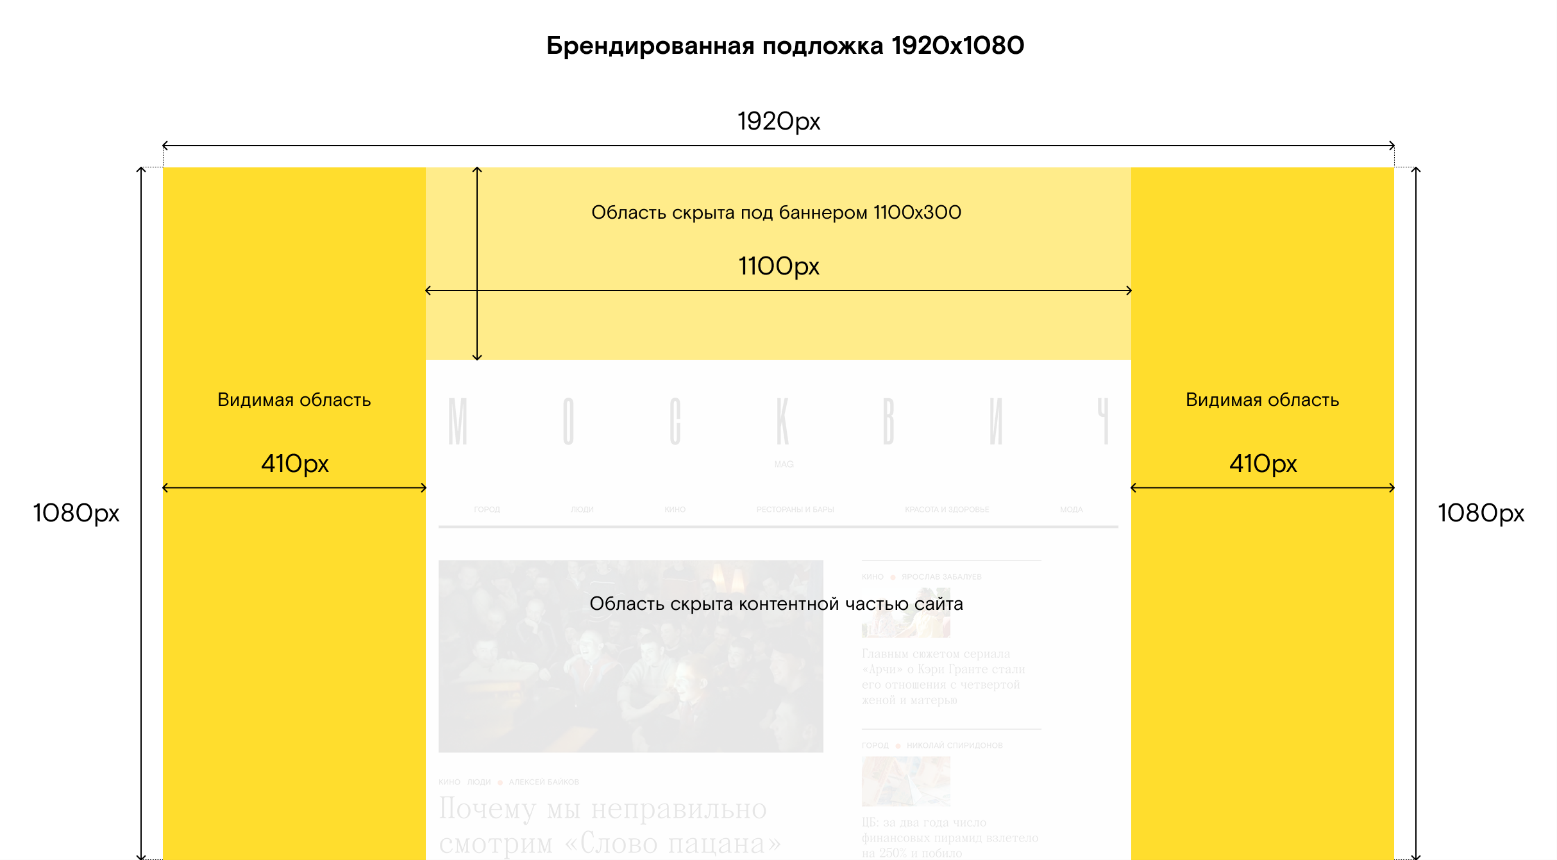 Брендированная подложка 1920x1080
1920px
Область скрыта под баннером 1100x300
1100px
Видимая область
Видимая область
410px
410px
1080px
1080px
МОСКВИЧ
MAG
ГОРОД ЛЮДИ КИНО РЕСТОРАНЫ И БАРЫ КРАСОТА И ЗДОРОВЬЕ МОДА
Область скрыта контентной частью сайта
КИНО ЯРОСЛАВ ЗАБАЛУЕВ
Главным сюжетом сериала
«Арчи» о Кэри Гранте стали
его отношения с четвертой
женой и матерью
ГОРОД НИКОЛАЙ СПИРИДОНОВ
КИНО ЛЮДИ АЛЕКСЕЙ БАЙКОВ
Почему мы неправильно
смотрим «Слово пацана»
ЦБ: за два года число
финансовых пирамид взлетело
на 250% и побило